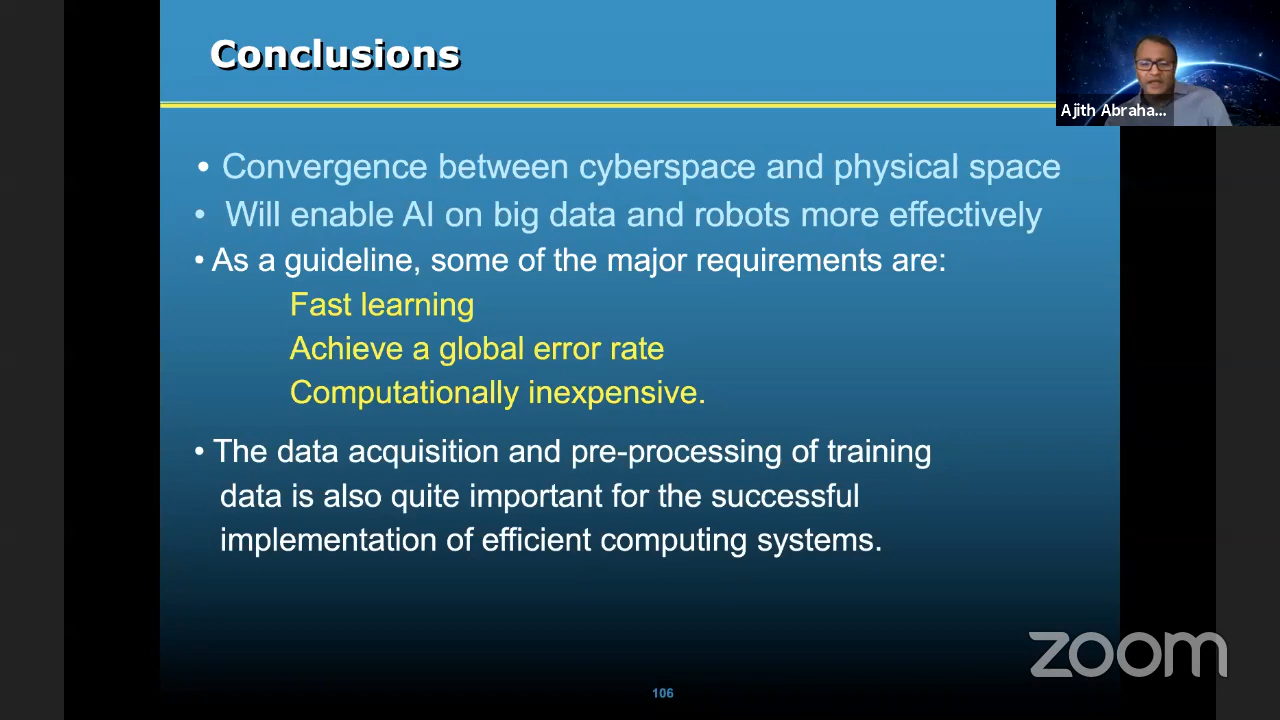 Conclusions
Ajith Abraha...
• Convergence between cyberspace and physical space
• Will enable AI on big data and robots more effectively
• As a guideline, some of the major requirements are:
Fast learning
Achieve a global error rate
Computationally inexpensive.
• The data acquisition and pre-processing of training
data is also quite important for the successful
implementation of efficient computing systems.
zoom
106